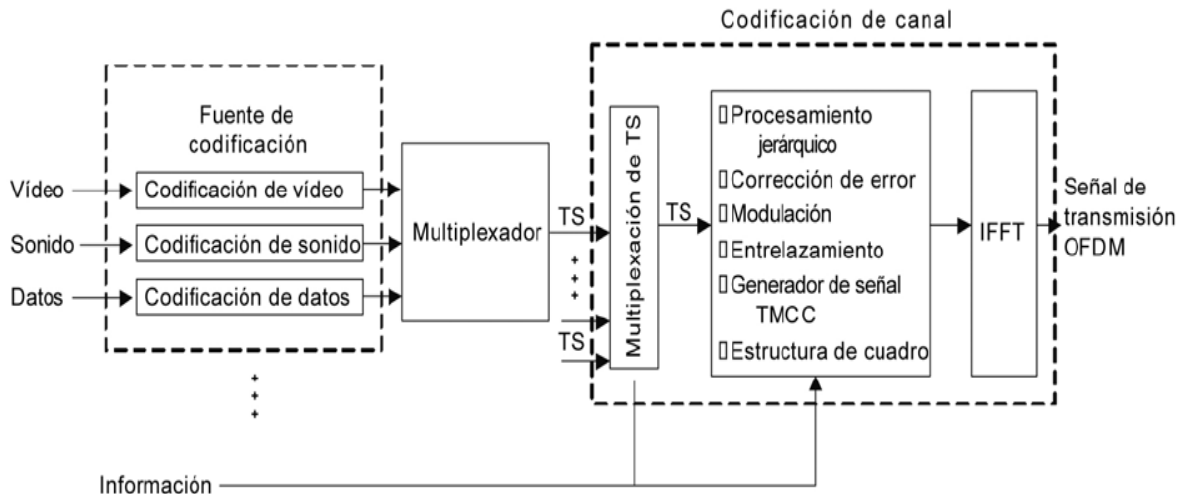 Codificación de canal
Fuente de
codificación
Vídeo
Codificación de vídeo
Sonido
Codificación de sonido
Datos
Codificación de datos
Multiplexador
TS
TS
Multiplexación de TS
TS
Procesamiento
jerárquico
Corrección de error
Modulación
Entrelazamiento
Generador de señal
TMCC
Estructura de cuadro
IFFT
Señal de
transmisión
OFDM
Información